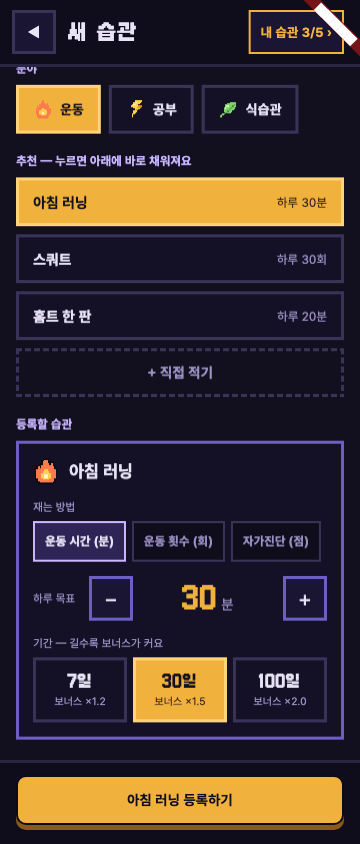 ◀ 새 습관 내 습관 3/5 ›
분야
운동 공부 식습관
추천 — 누르면 아래에 바로 채워져요
아침 러닝 하루 30분
스쿼트 하루 30회
홈트 한 판 하루 20분
+ 직접 적기
등록할 습관
아침 러닝
재는 방법
운동 시간 (분) 운동 횟수 (회) 자가진단 (점)
하루 목표 − 30 분 +
기간 — 길수록 보너스가 커요
7일 30일 100일
보너스 ×1.2 보너스 ×1.5 보너스 ×2.0
아침 러닝 등록하기